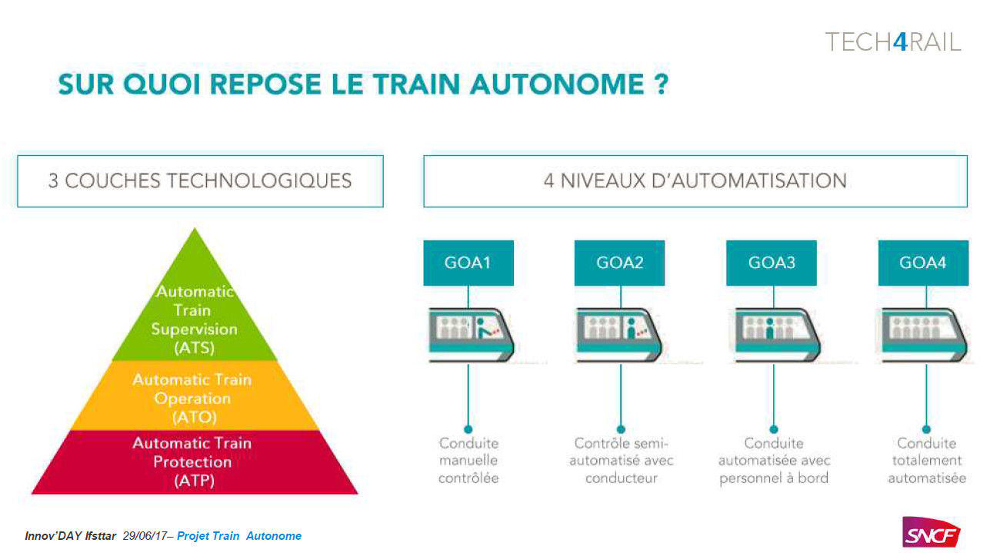 TECH4RAIL
SUR QUOI REPOSE LE TRAIN AUTONOME ?
3 COUCHES TECHNOLOGIQUES
Automatic
Train
Supervision
(ATS)
Automatic Train
Operation
(ATO)
Automatic Train
Protection
(ATP)
4 NIVEAUX D'AUTOMATISATION
GOA1
Conduite
manuelle
contrôlée
GOA2
Contrôle semi-
automatisé avec
conducteur
GOA3
Conduite
automatisée avec
personnel à bord
GOA4
Conduite
totalement
automatisée
Innov'DAY Ifsttar 29/06/17– Projet Train Autonome
SNCF